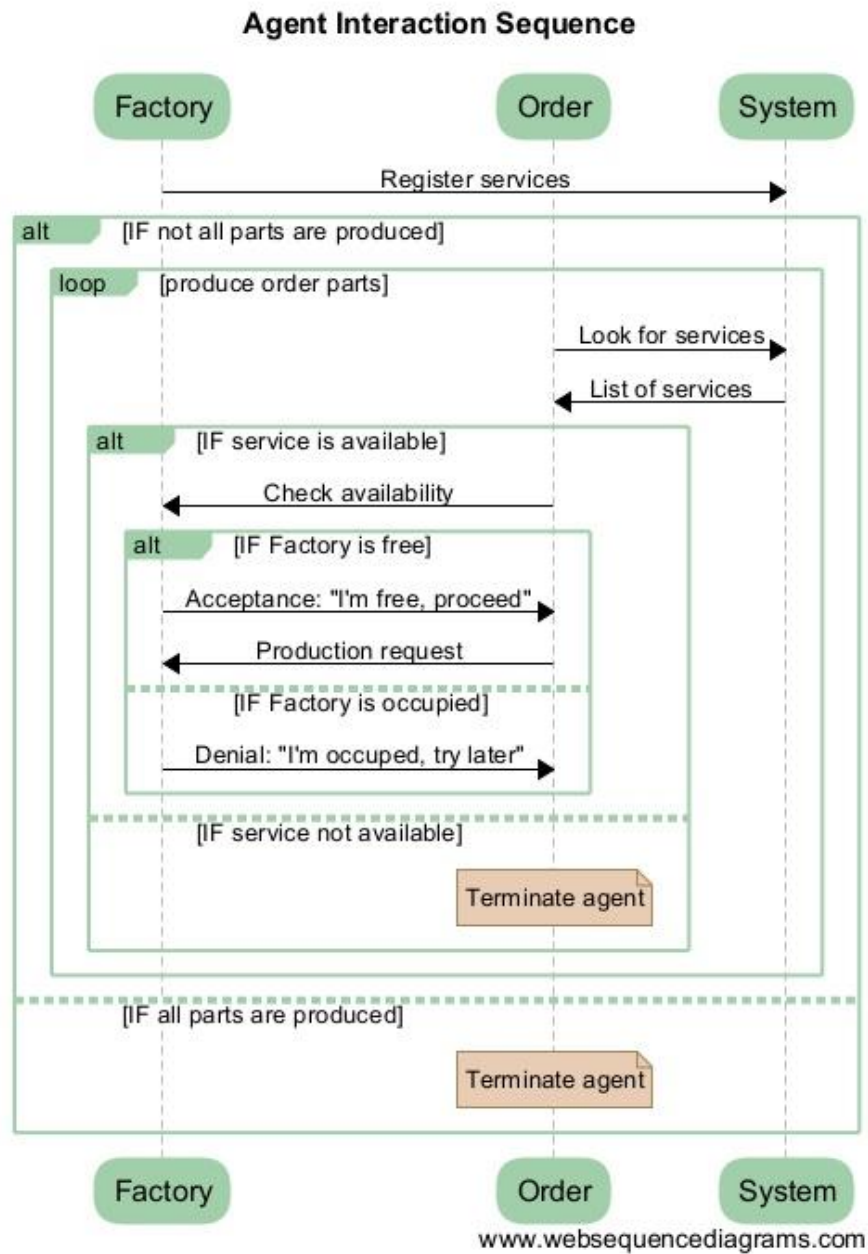 Agent Interaction Sequence
Factory Order System
Register services
alt [IF not all parts are produced]
loop [produce order parts]
Look for services
List of services
alt [IF service is available]
Check availability
alt [IF Factory is free]
Acceptance: "I'm free, proceed"
Production request
[IF Factory is occupied]
Denial: "I'm occuped, try later"
[IF service not available]
Terminate agent
[IF all parts are produced]
Terminate agent
Factory Order System
www.websequencediagrams.com